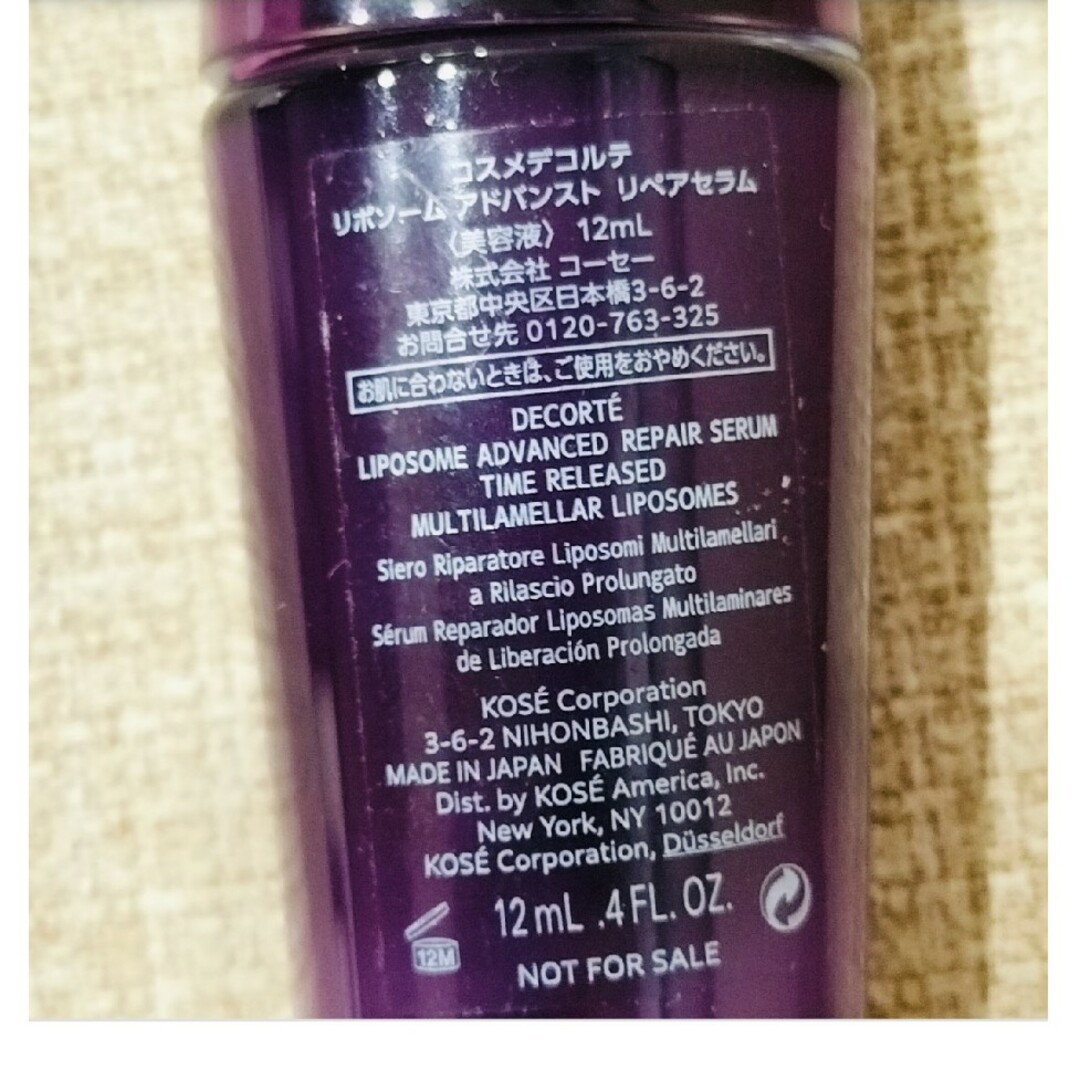 コスメデコルテ
リポソーム アドバンスト リペアセラム
〈美容液〉 12mL
株式会社 コーセー
東京都中央区日本橋3-6-2
お問合せ先 0120-763-325
お肌に合わないときは、ご使用をおやめください。
DECORTÉ
LIPOSOME ADVANCED REPAIR SERUM
TIME RELEASED
MULTILAMELLAR LIPOSOMES
Siero Riparatore Liposomi Multilamellari
a Rilascio Prolungato
Sérum Reparador Liposomas Multilaminares
de Liberación Prolongada
KOSÉ Corporation
3-6-2 NIHONBASHI, TOKYO
MADE IN JAPAN FABRIQUÉ AU JAPON
Dist. by KOSÉ America, Inc.
New York, NY 10012
KOSÉ Corporation, Düsseldorf
12mL .4FL. OZ.
12M
NOT FOR SALE